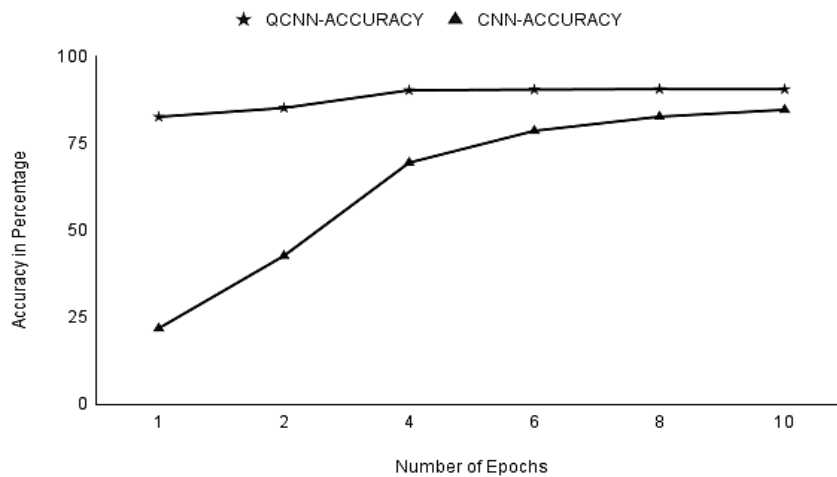 QCNN-ACCURACY CNN-ACCURACY
100
75
50
25
0
Accuracy in Percentage
1 2 4 6 8 10
Number of Epochs